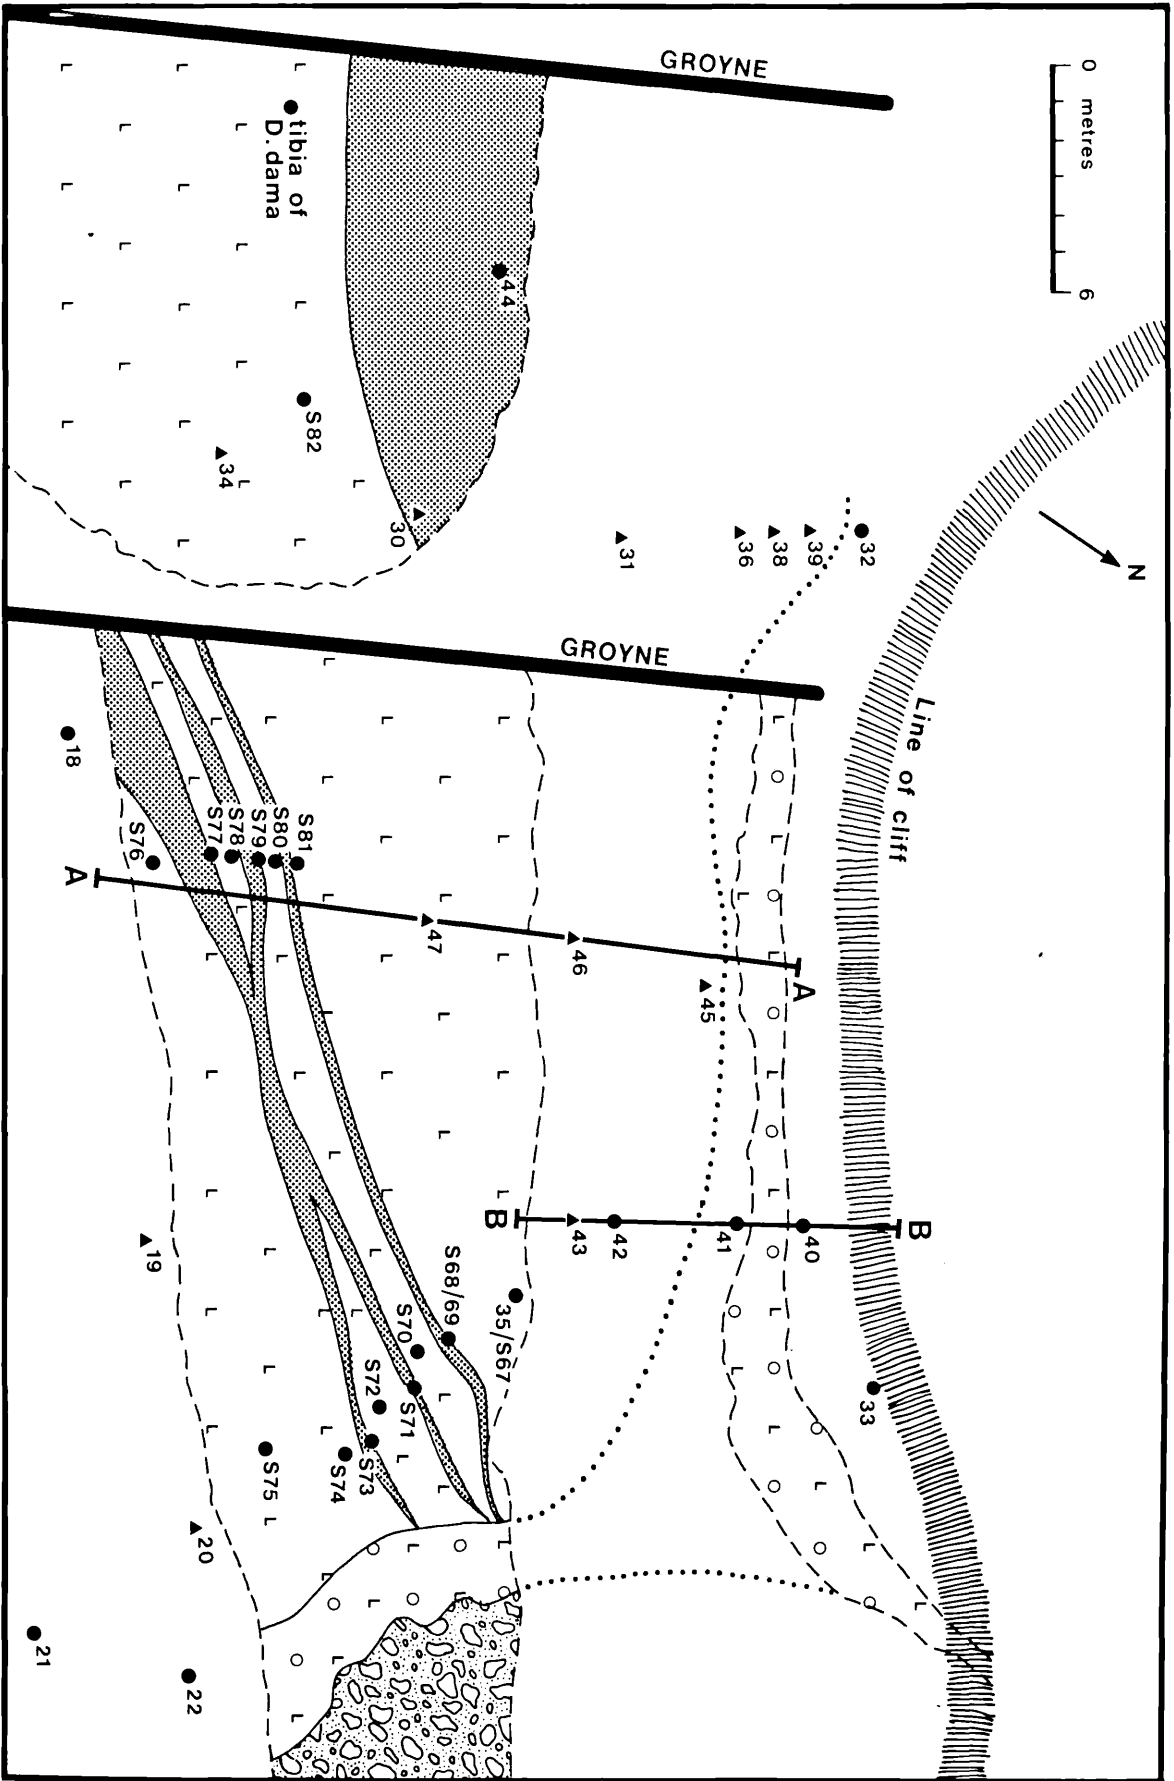 GROYNE
0 metres 6
tibia of
D.dama
44
S82
34
30
31
36
38
39
32
N
GROYNE
Line of cliff
18
S76
S77
S78
S79
S80
S81
A
47
46
45
A
B
43
42
41
40
B
19
35/S67
S68/69
S70
S71
S72
S73
S74
S75
33
20
21
22